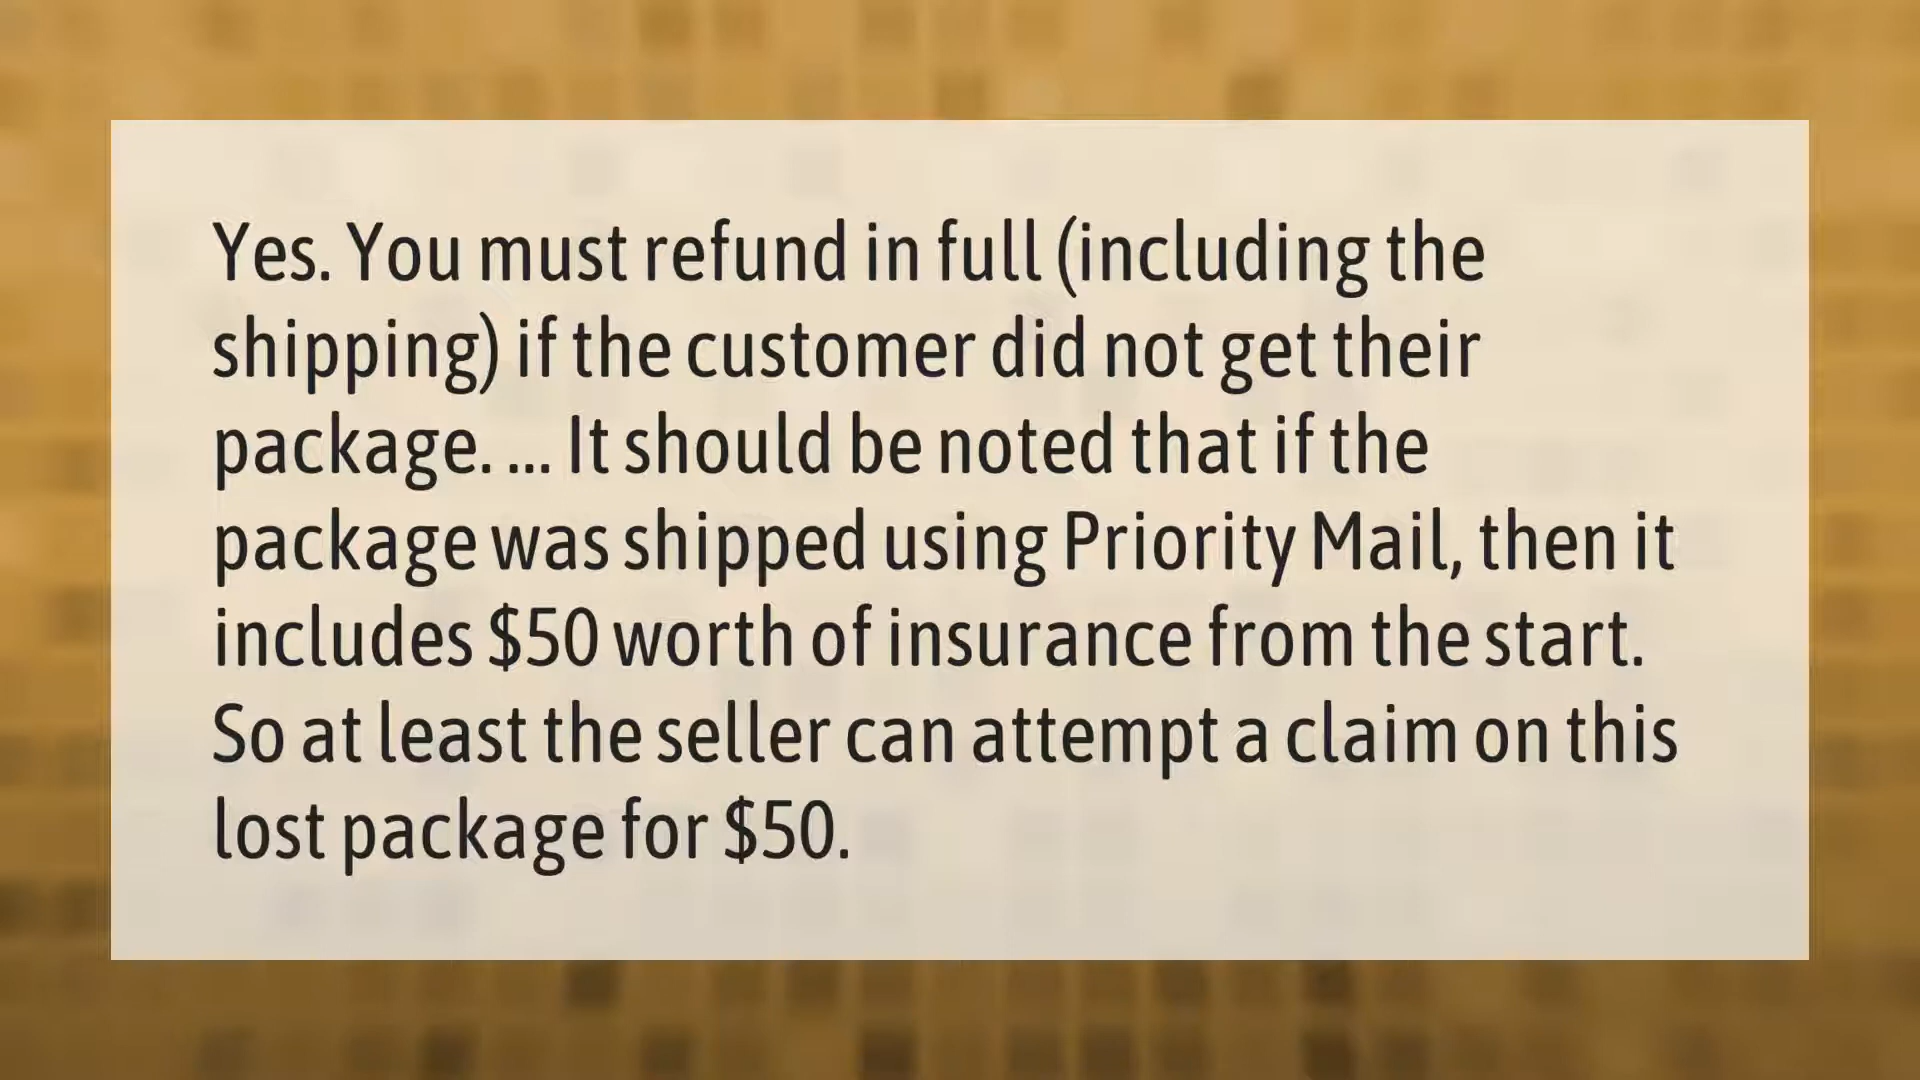 Yes. You must refund in full (including the
shipping) if the customer did not get their
package. ... It should be noted that if the
package was shipped using Priority Mail, then it
includes $50 worth of insurance from the start.
So at least the seller can attempt a claim on this
lost package for $50.